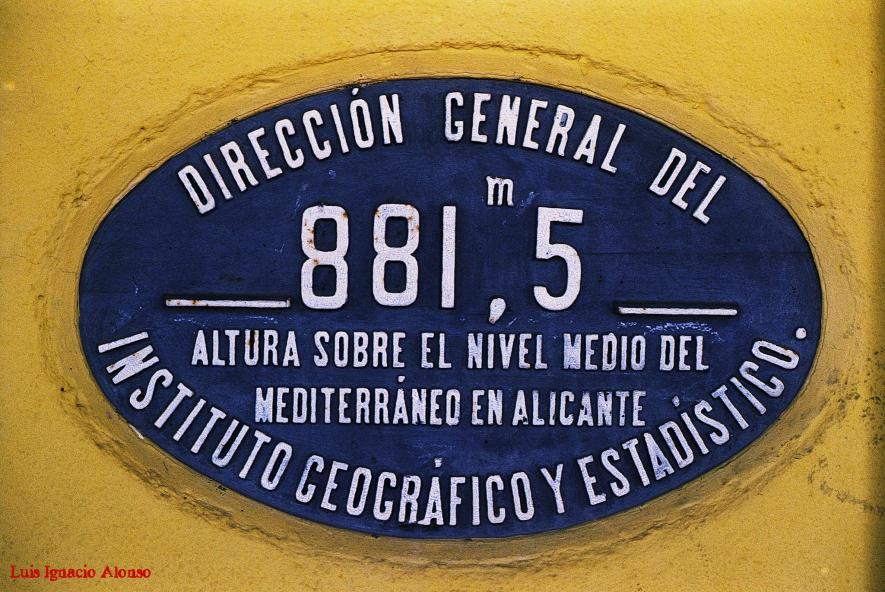 DIRECCIÓN GENERAL DEL
881,5 m
ALTURA SOBRE EL NIVEL MEDIO DEL
MEDITERRÁNEO EN ALICANTE
INSTITUTO GEOGRÁFICO Y ESTADÍSTICO.
Luis Ignacio Alonso